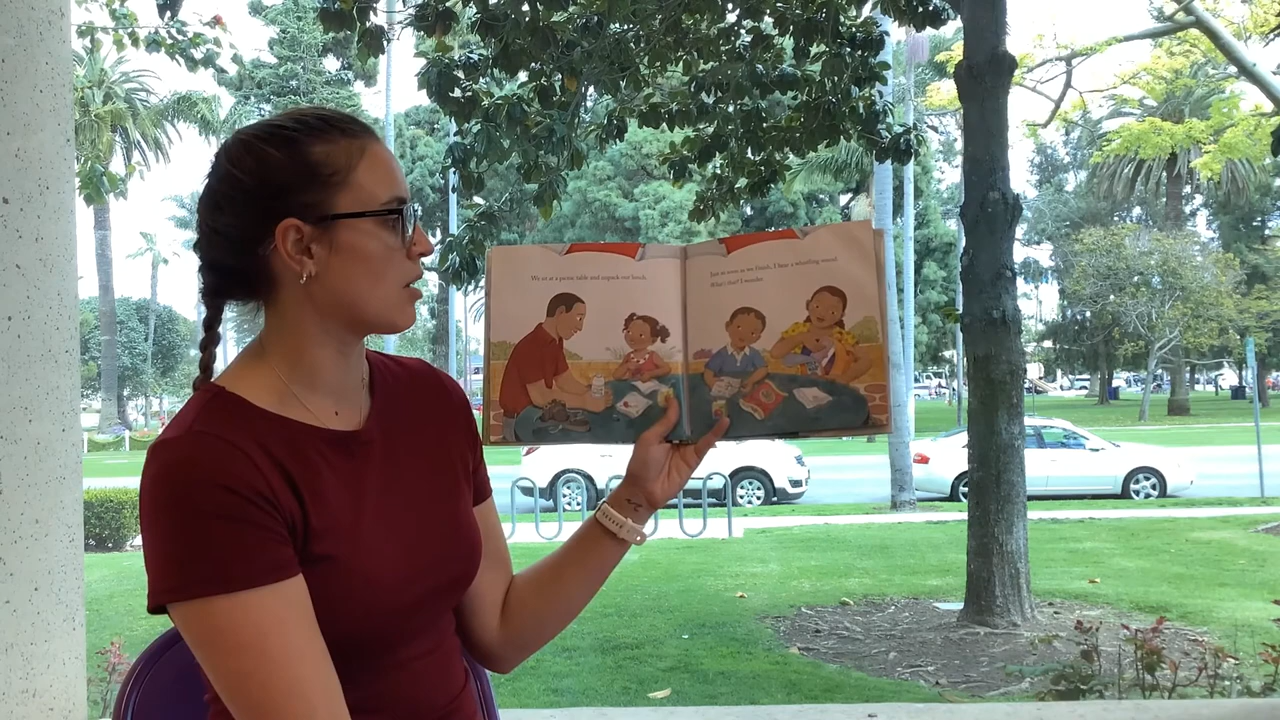 We sit at a picnic table and unpack our lunch.
Just as soon as we finish, I hear a whistling sound.
What's that? I wonder.